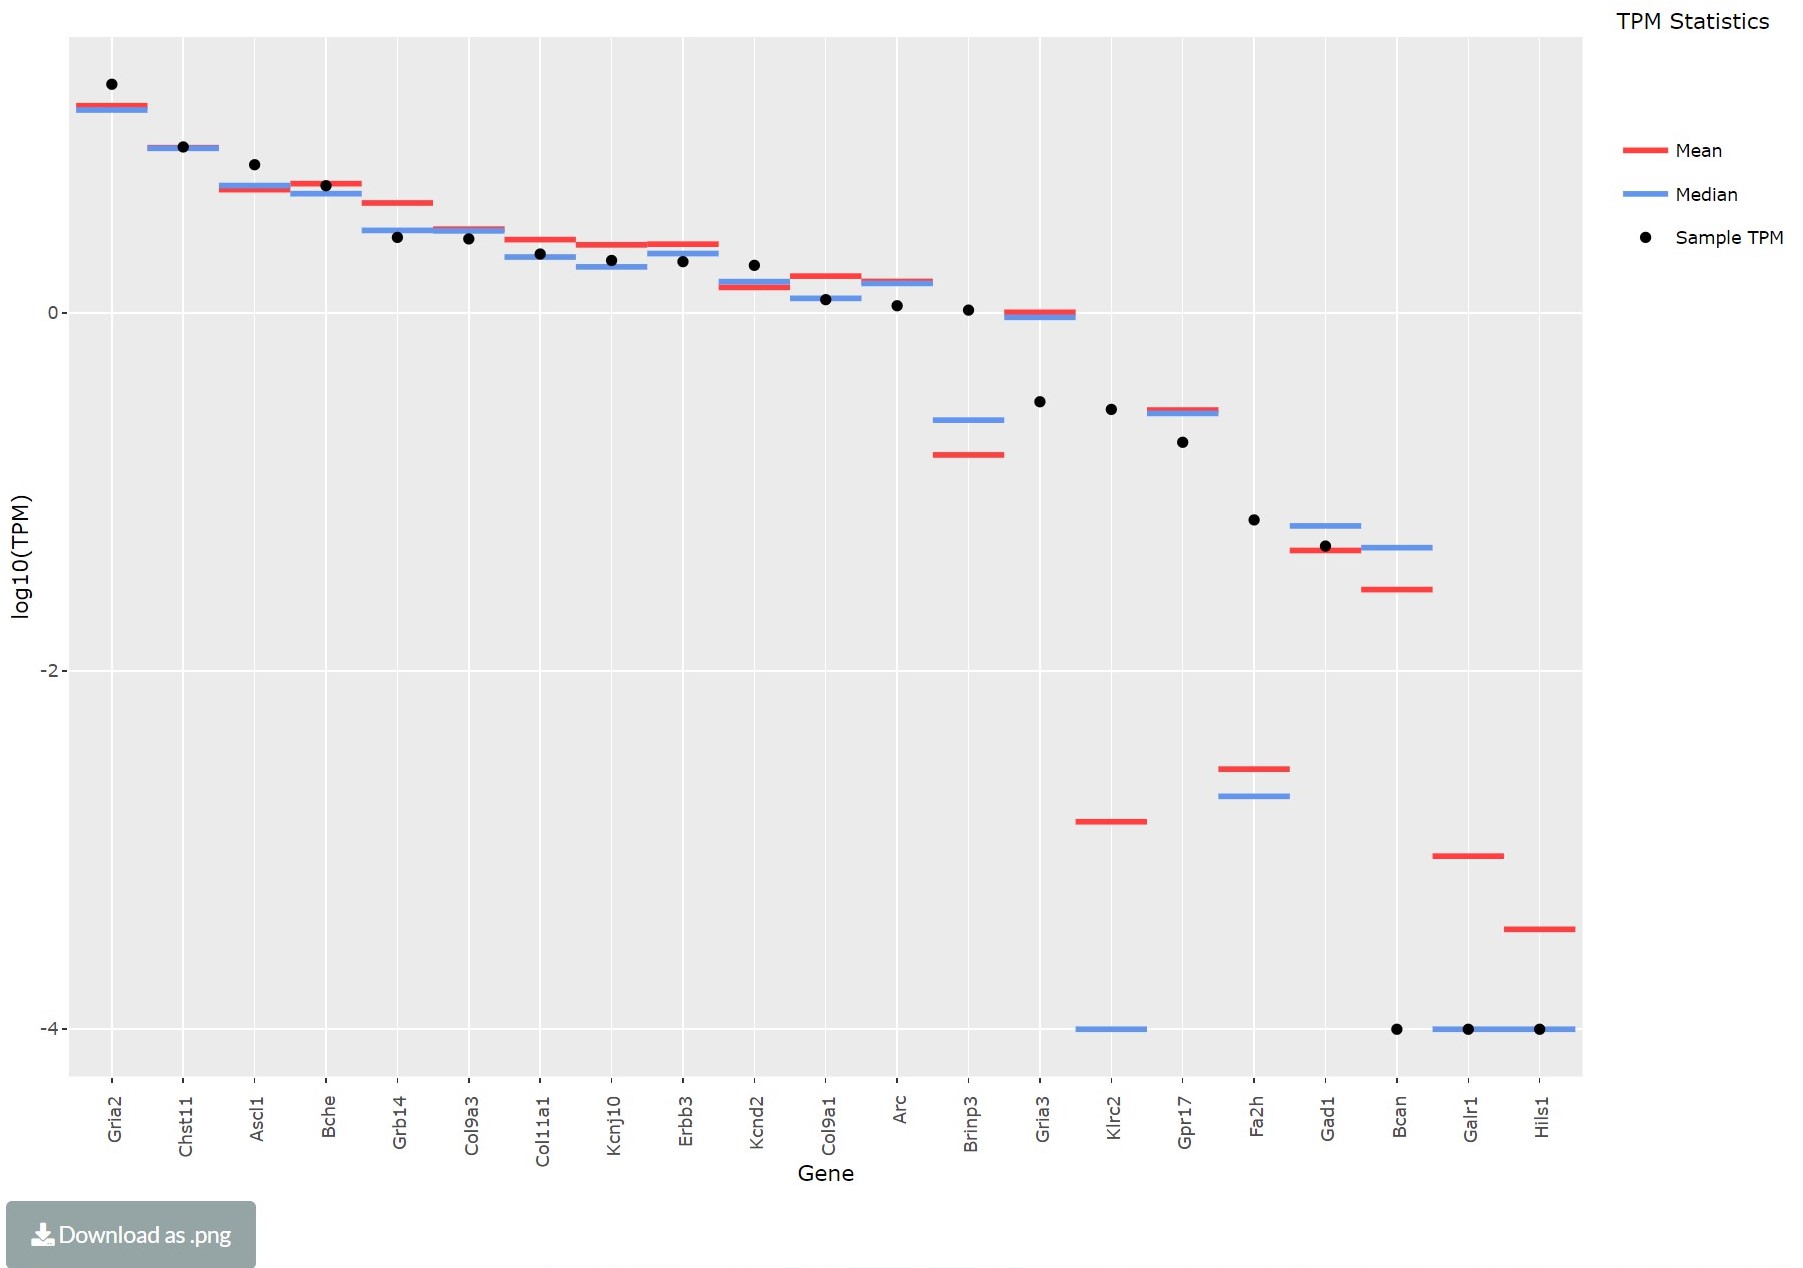 TPM Statistics
Mean
Median
Sample TPM
0
-2
-4
log10(TPM)
Gria2
Chst11
Ascl1
Bche
Grb14
Col9a3
Col11a1
Kcnj10
Erbb3
Kcnd2
Col9a1
Arc
Brinp3
Gria3
Klrc2
Gpr17
Fa2h
Gad1
Bcan
Galr1
Hils1
Gene
Download as .png